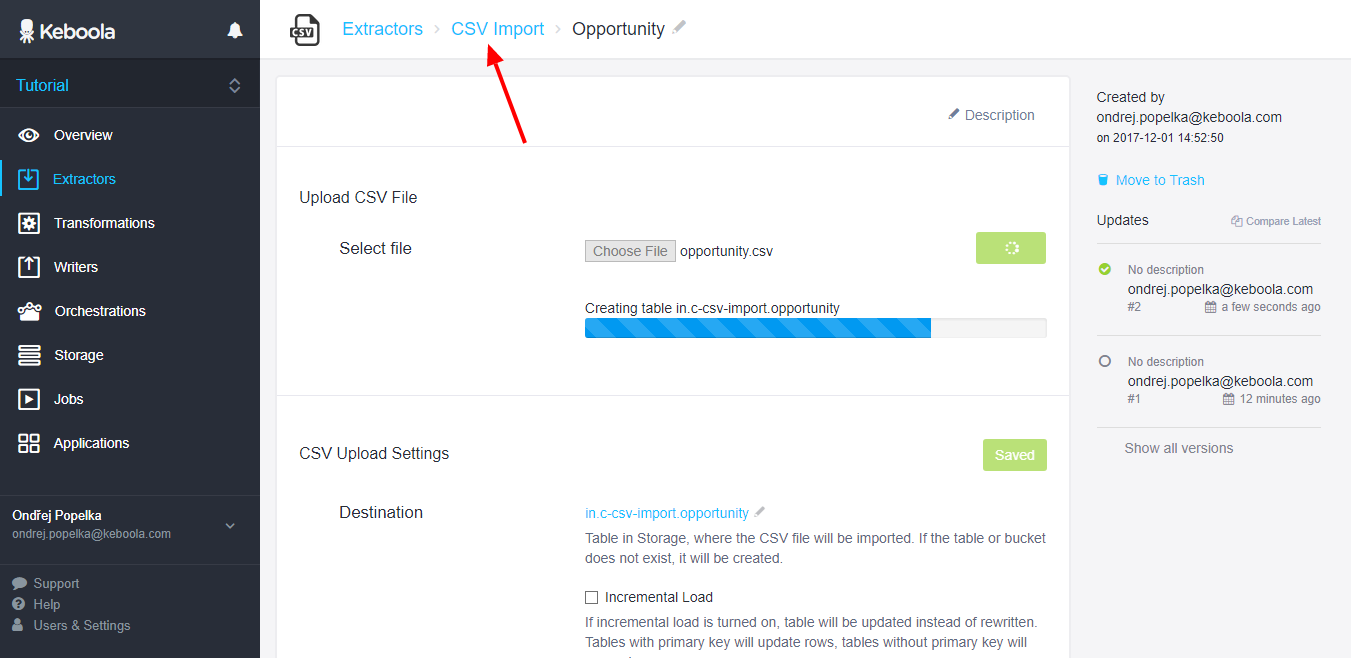 Keboola
Tutorial
Overview
Extractors
Transformations
Writers
Orchestrations
Storage
Jobs
Applications
Ondřej Popelka
ondrej.popelka@keboola.com
Support
Help
Users & Settings
CSV
Extractors › CSV Import › Opportunity
Description
Upload CSV File
Select file
Choose File opportunity.csv
Creating table in.c-csv-import.opportunity
CSV Upload Settings
Saved
Destination
in.c-csv-import.opportunity
Table in Storage, where the CSV file will be imported. If the table or bucket
does not exist, it will be created.
Incremental Load
If incremental load is turned on, table will be updated instead of rewritten.
Tables with primary key will update rows, tables without primary key will
Created by
ondrej.popelka@keboola.com
on 2017-12-01 14:52:50
Move to Trash
Updates Compare Latest
No description
ondrej.popelka@keboola.com
#2 a few seconds ago
No description
ondrej.popelka@keboola.com
#1 12 minutes ago
Show all versions